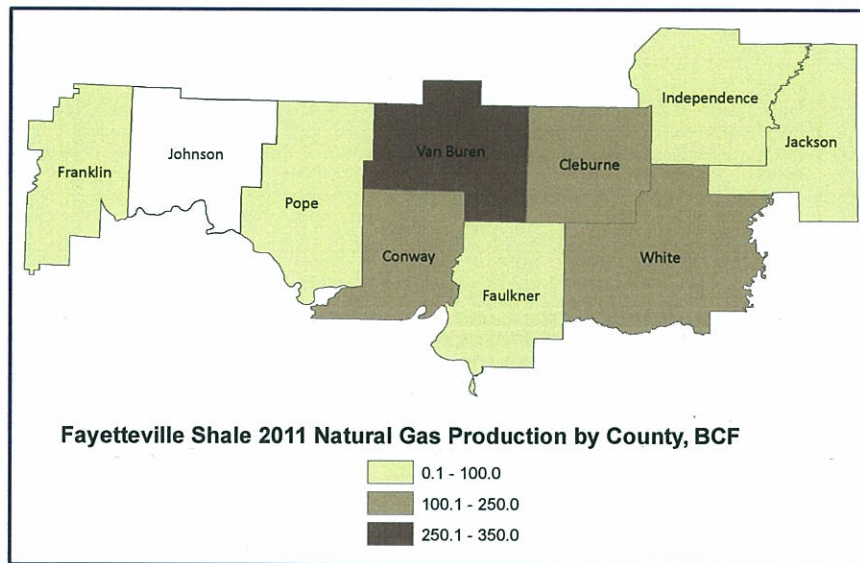 Independence
Jackson
Johnson
Van Buren
Cleburne
Franklin
Pope
Conway
White
Faulkner
Fayetteville Shale 2011 Natural Gas Production by County, BCF
0.1 - 100.0
100.1 - 250.0
250.1 - 350.0